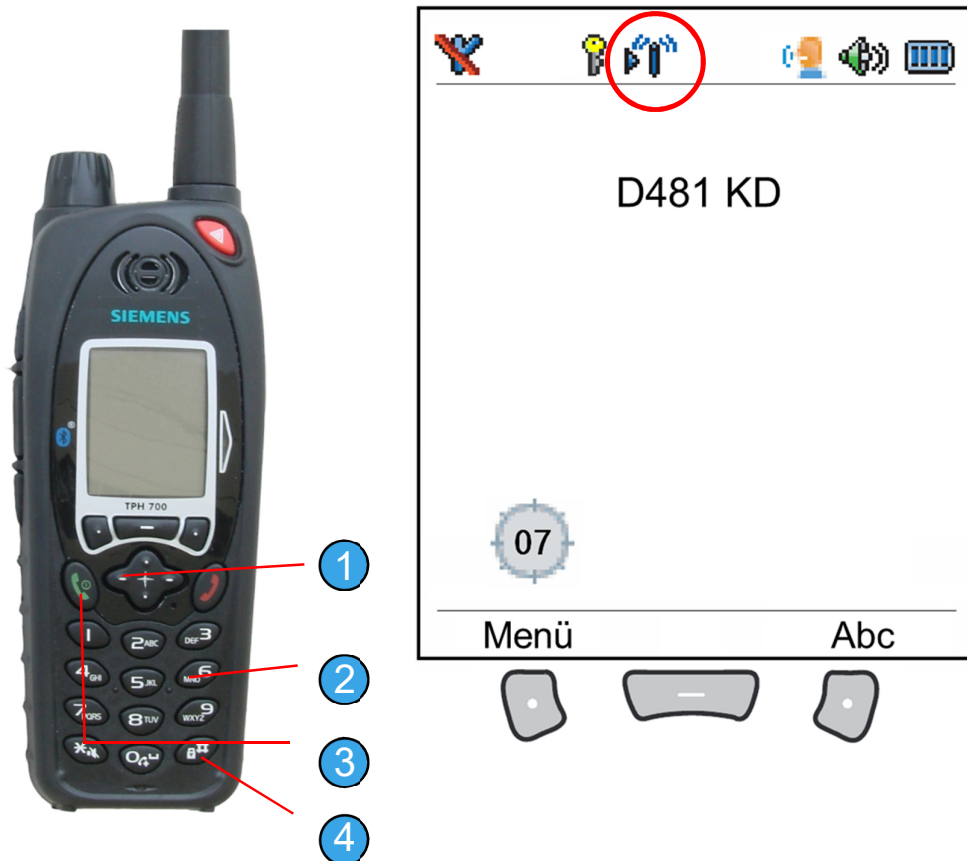 SIEMENS
TPH 700
1
2ABC
DEF3
4GHI
5JKL
MNO6
7PQRS
8TUV
WXYZ9
*
0
#
1
2
3
4
D481 KD
07
Menü
Abc